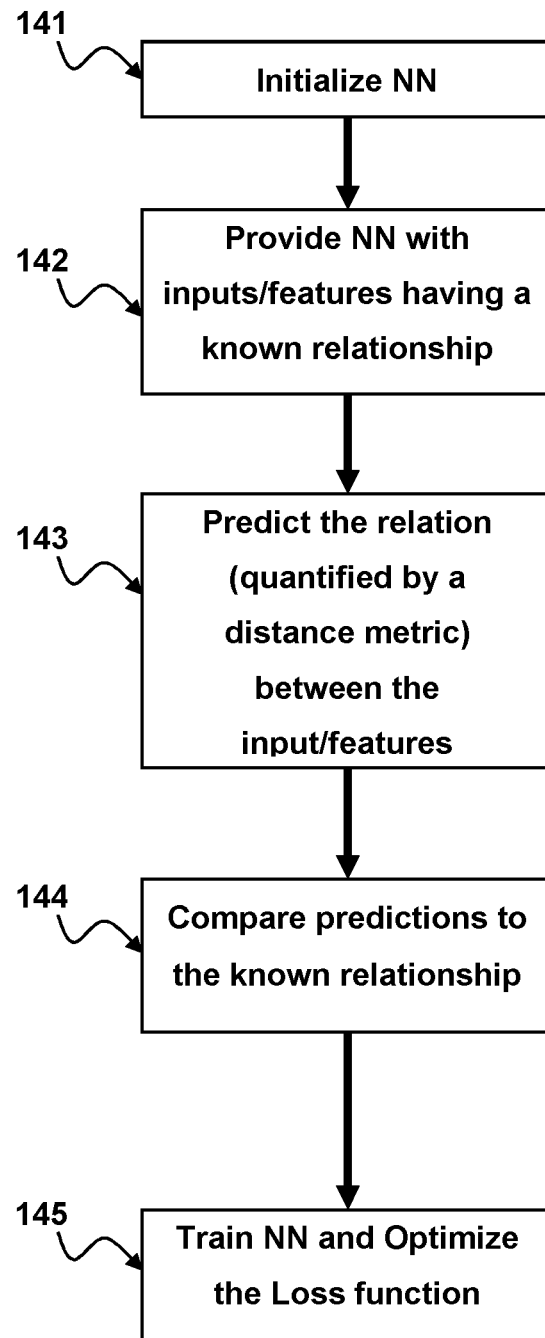 141
Initialize NN
142
Provide NN with
inputs/features having a
known relationship
143
Predict the relation
(quantified by a
distance metric)
between the
input/features
144
Compare predictions to
the known relationship
145
Train NN and Optimize
the Loss function